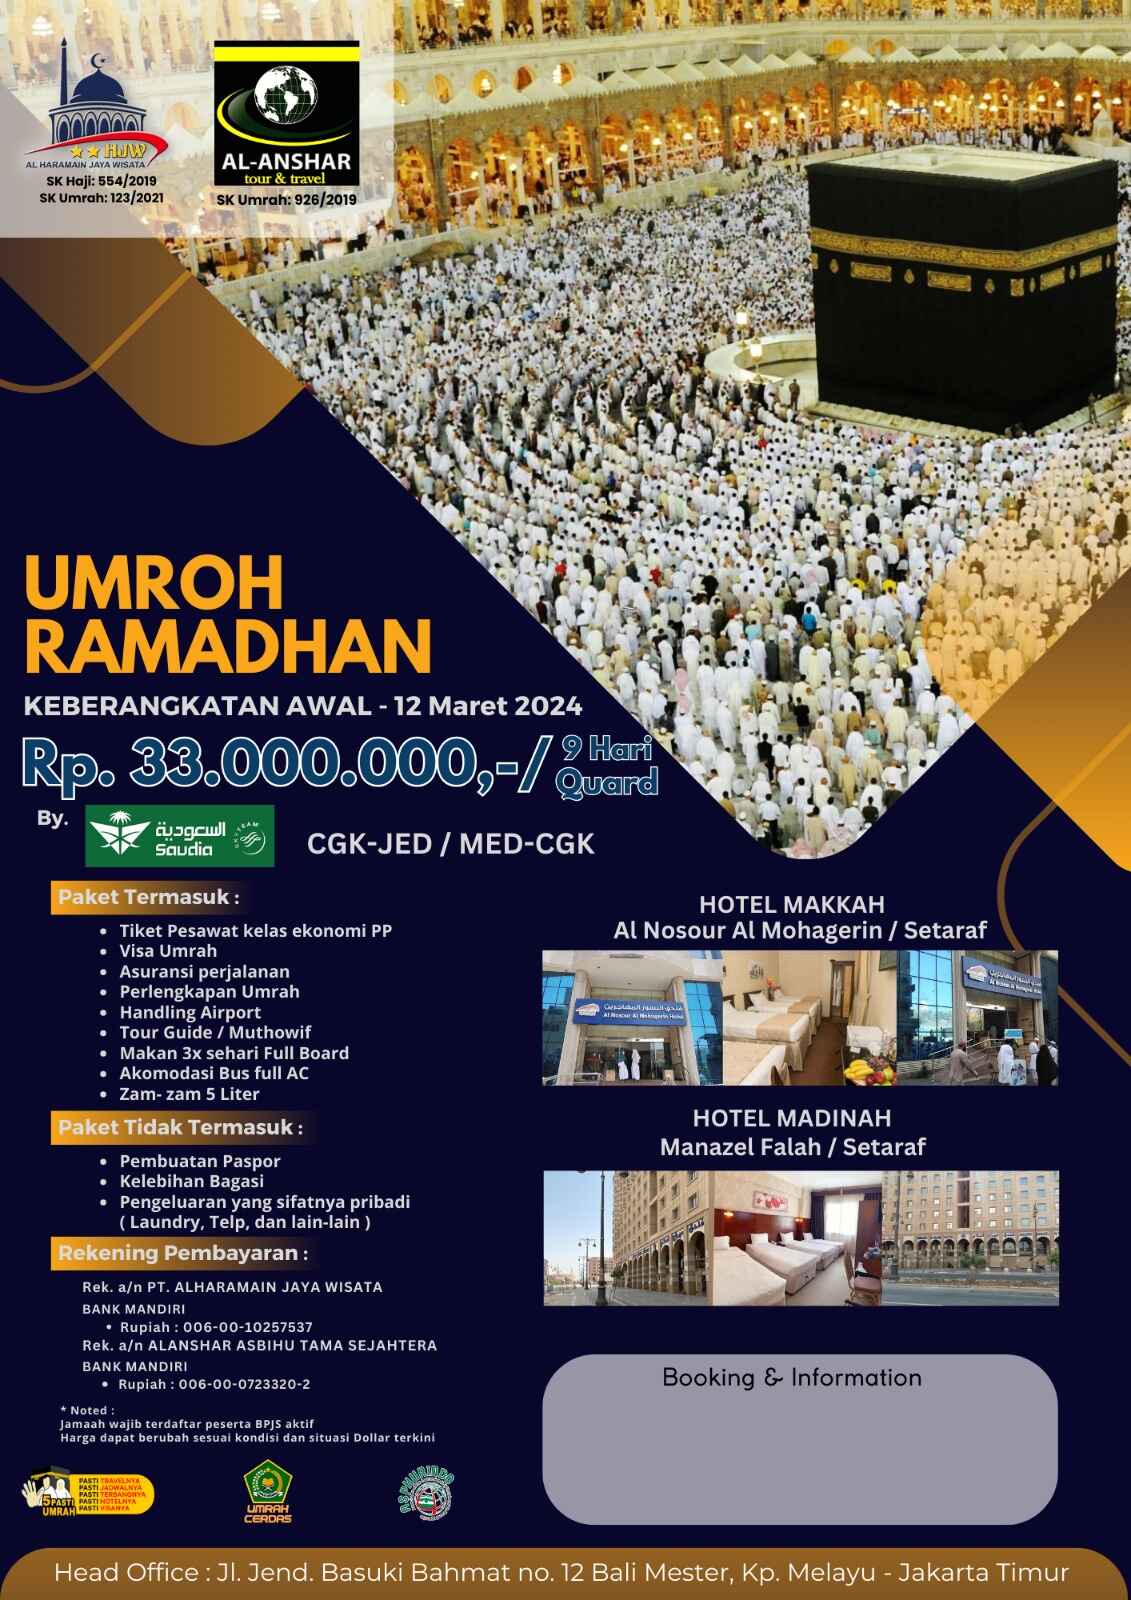 HJW
AL HARAMAIN JAYA WISATA
SK Haji: 554/2019
SK Umrah: 123/2021
AL-ANSHAR
tour & travel
SK Umrah: 926/2019
UMROH
RAMADHAN
KEBERANGKATAN AWAL - 12 Maret 2024
Rp. 33.000.000,-/ 9 Hari
Quard
By.
السعودية
Saudia
SKYTEAM
CGK-JED / MED-CGK
Paket Termasuk :
• Tiket Pesawat kelas ekonomi PP
• Visa Umrah
• Asuransi perjalanan
• Perlengkapan Umrah
• Handling Airport
• Tour Guide / Muthowif
• Makan 3x sehari Full Board
• Akomodasi Bus full AC
• Zam- zam 5 Liter
Paket Tidak Termasuk :
• Pembuatan Paspor
• Kelebihan Bagasi
• Pengeluaran yang sifatnya pribadi
( Laundry, Telp, dan lain-lain )
Rekening Pembayaran :
Rek. a/n PT. ALHARAMAIN JAYA WISATA
BANK MANDIRI
• Rupiah : 006-00-10257537
Rek. a/n ALANSHAR ASBIHU TAMA SEJAHTERA
BANK MANDIRI
• Rupiah : 006-00-0723320-2
* Noted :
Jamaah wajib terdaftar peserta BPJS aktif
Harga dapat berubah sesuai kondisi dan situasi Dollar terkini
HOTEL MAKKAH
Al Nosour Al Mohagerin / Setaraf
فندق النسور المهاجرين
Al Nosour Al Mohagerin Hotel
HOTEL MADINAH
Manazel Falah / Setaraf
Booking & Information
5 PASTI
UMRAH
PASTI TRAVELNYA
PASTI JADWALNYA
PASTI TERBANGNYA
PASTI HOTELNYA
PASTI VISANYA
UMRAH
CERDAS
ASPHURINDO
Head Office : Jl. Jend. Basuki Bahmat no. 12 Bali Mester, Kp. Melayu - Jakarta Timur